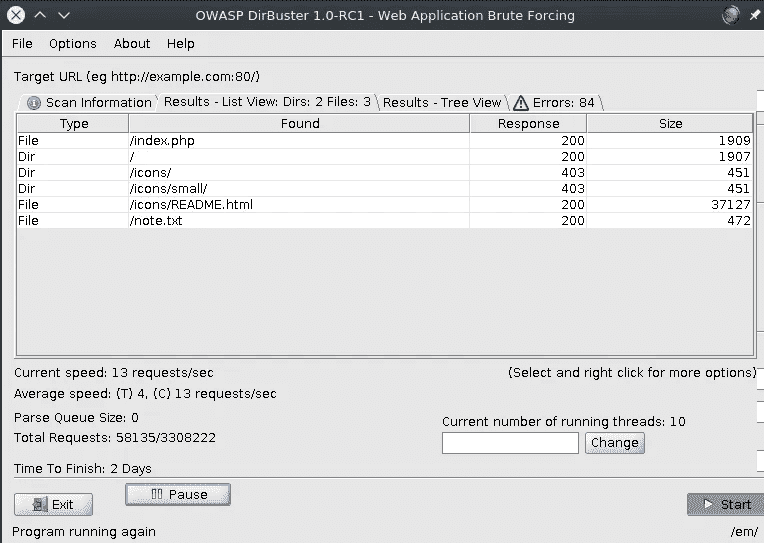 OWASP DirBuster 1.0-RC1 - Web Application Brute Forcing
File Options About Help
Target URL (eg http://example.com:80/)
Scan Information Results - List View: Dirs: 2 Files: 3 Results - Tree View Errors: 84
Type Found Response Size
File /index.php 200 1909
Dir / 200 1907
Dir /icons/ 403 451
Dir /icons/small/ 403 451
File /icons/README.html 200 37127
File /note.txt 200 472
Current speed: 13 requests/sec (Select and right click for more options)
Average speed: (T) 4, (C) 13 requests/sec
Parse Queue Size: 0
Current number of running threads: 10
Total Requests: 58135/3308222
Change
Time To Finish: 2 Days
Exit Pause Start
Program running again /em/